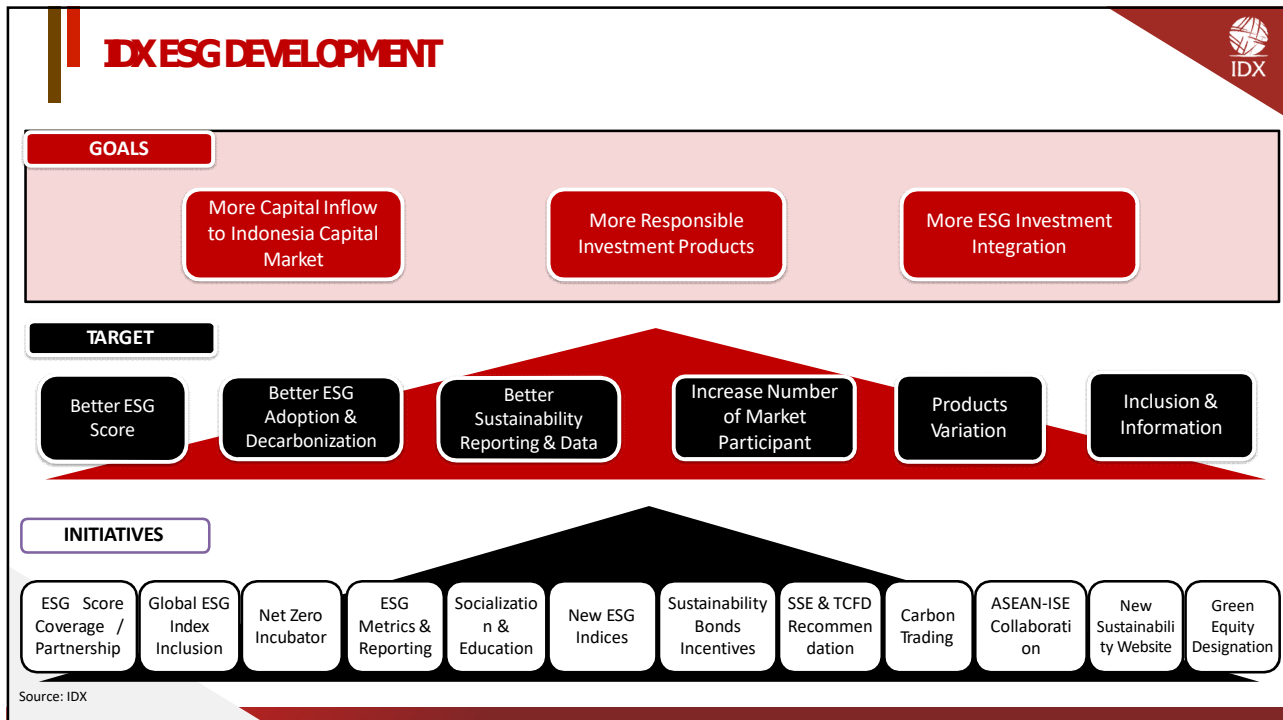 IDX ESG DEVELOPMENT
IDX
GOALS
More Capital Inflow
to Indonesia Capital
Market
More Responsible
Investment Products
More ESG Investment
Integration
TARGET
Better ESG
Score
Better ESG
Adoption &
Decarbonization
Better
Sustainability
Reporting & Data
Increase Number
of Market
Participant
Products
Variation
Inclusion &
Information
INITIATIVES
ESG Score
Coverage /
Partnership
Global ESG
Index
Inclusion
Net Zero
Incubator
ESG
Metrics &
Reporting
Socializatio
n &
Education
New ESG
Indices
Sustainability
Bonds
Incentives
SSE & TCFD
Recommen
dation
Carbon
Trading
ASEAN-ISE
Collaborati
on
New
Sustainabili
ty Website
Green
Equity
Designation
Source: IDX